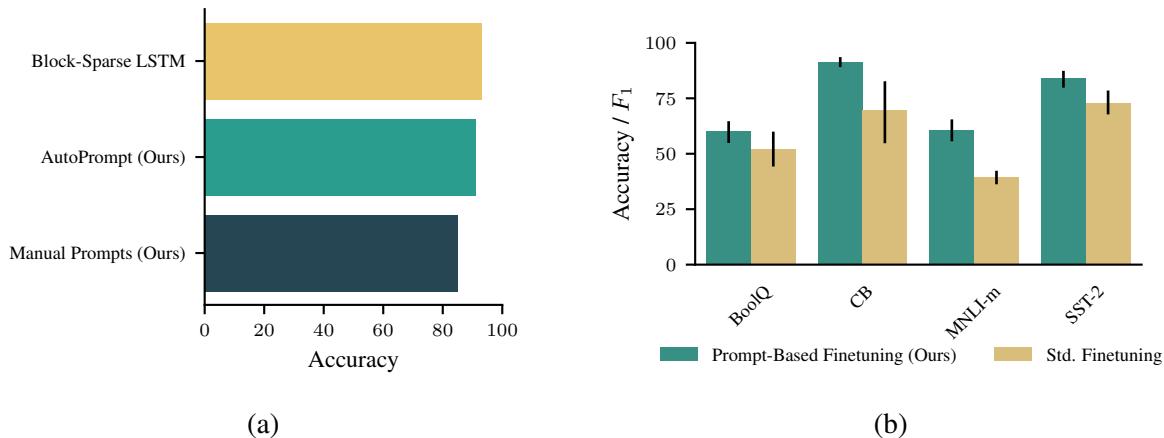 Block-Sparse LSTM
AutoPrompt (Ours)
Manual Prompts (Ours)
0 20 40 60 80 100
Accuracy
(a)
100
75
50
25
0
Accuracy / F1
BoolQ CB MNLI-m SST-2
Prompt-Based Finetuning (Ours) Std. Finetuning
(b)